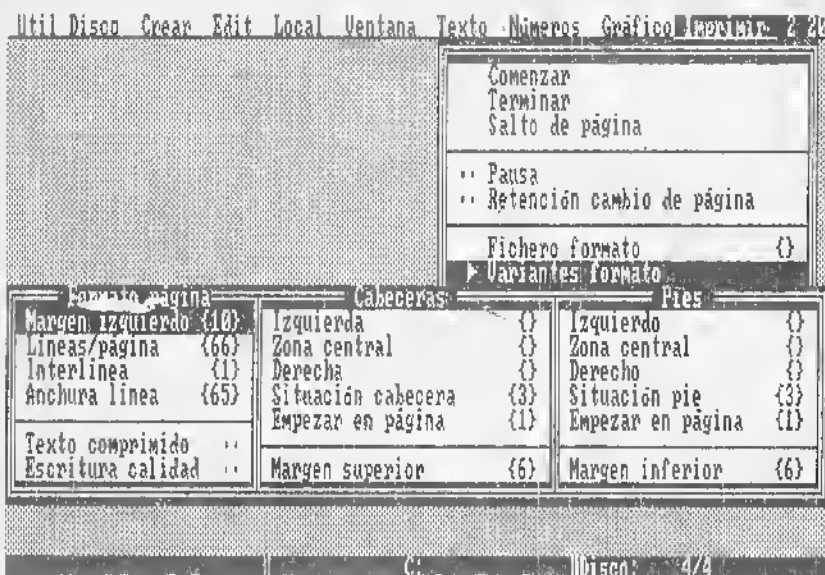 Util Disco Crear Edit Local Ventana Texto Números Gráfico Imprimir 2
Comenzar
Terminar
Salto de página
Pausa
Retención cambio de página
Fichero formato {}
Variantes formato
Formato página
Margen izquierdo {10}
Líneas/página {66}
Interlínea {1}
Anchura línea {65}
Texto comprimido
Escritura calidad
Cabeceras
Izquierda {}
Zona central {}
Derecha {}
Situación cabecera {3}
Empezar en página {1}
Margen superior {6}
Pies
Izquierdo {}
Zona central {}
Derecho {}
Situación pie {3}
Empezar en página {1}
Margen inferior {6}
C: Disco: 4/4